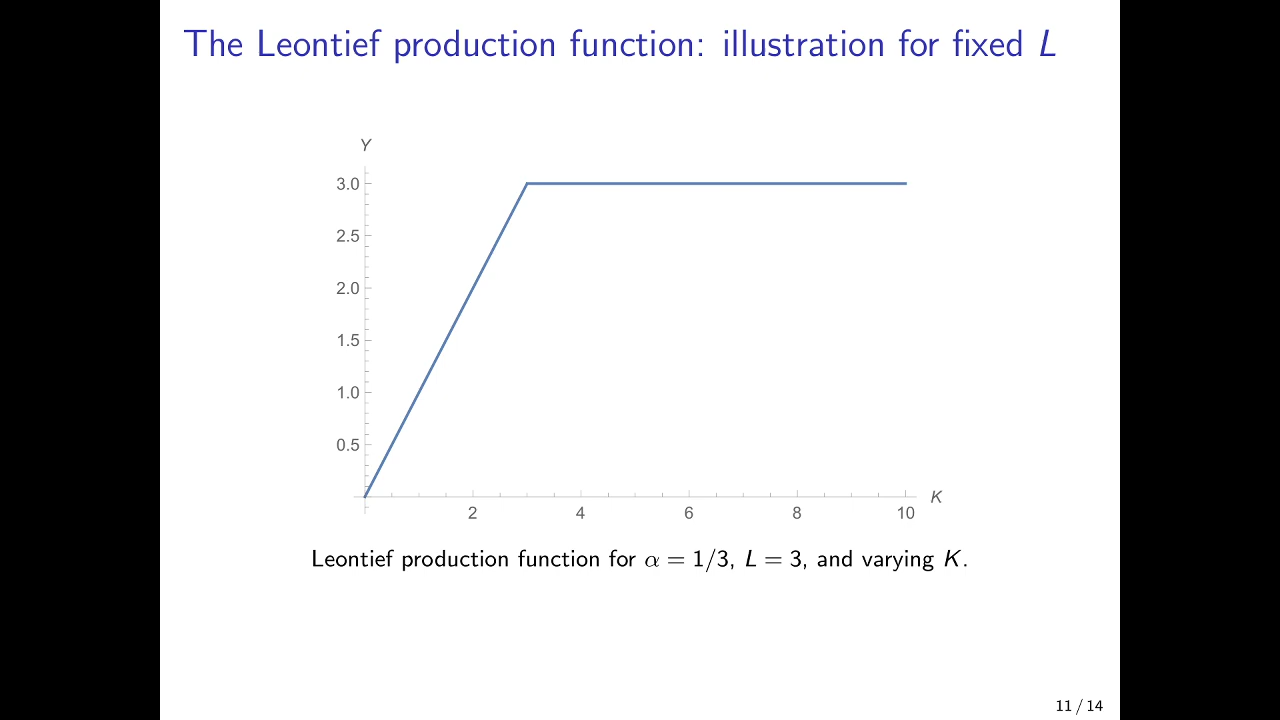 The Leontief production function: illustration for fixed L
Y
3.0
2.5
2.0
1.5
1.0
0.5
K
2 4 6 8 10
Leontief production function for α = 1/3, L = 3, and varying K.
11 / 14